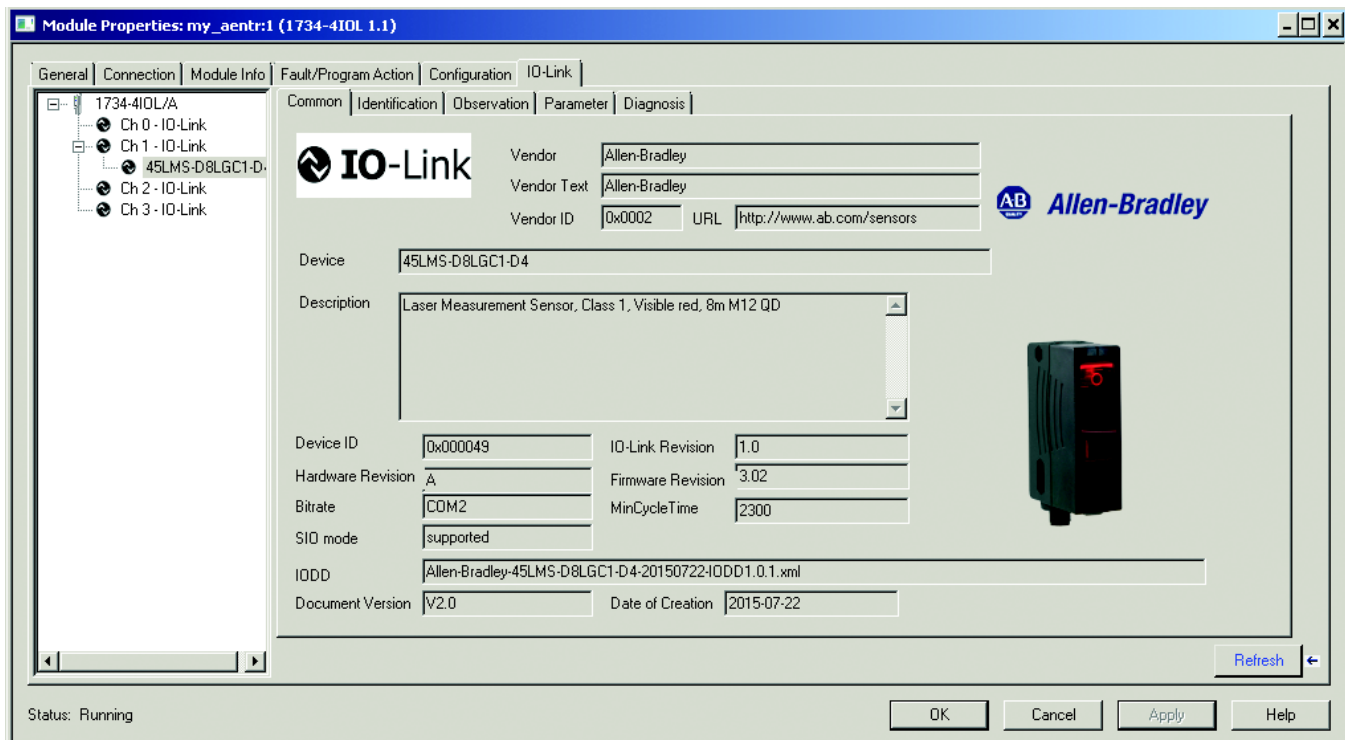 Module Properties: my_aentr:1 (1734-4IOL 1.1)
General Connection Module Info Fault/Program Action Configuration IO-Link
1734-4IOL/A
Ch 0 - IO-Link
Ch 1 - IO-Link
45LMS-D8LGC1-D4
Ch 2 - IO-Link
Ch 3 - IO-Link
Common Identification Observation Parameter Diagnosis
IO-Link
Vendor Allen-Bradley
Vendor Text Allen-Bradley
Vendor ID 0x0002 URL http://www.ab.com/sensors
AB Allen-Bradley
Device 45LMS-D8LGC1-D4
Description Laser Measurement Sensor, Class 1, Visible red, 8m M12 QD
Device ID 0x000049 IO-Link Revision 1.0
Hardware Revision A Firmware Revision 3.02
Bitrate COM2 MinCycleTime 2300
SIO mode supported
IODD Allen-Bradley-45LMS-D8LGC1-D4-20150722-IODD1.0.1.xml
Document Version V2.0 Date of Creation 2015-07-22
Refresh
Status: Running
OK Cancel Apply Help